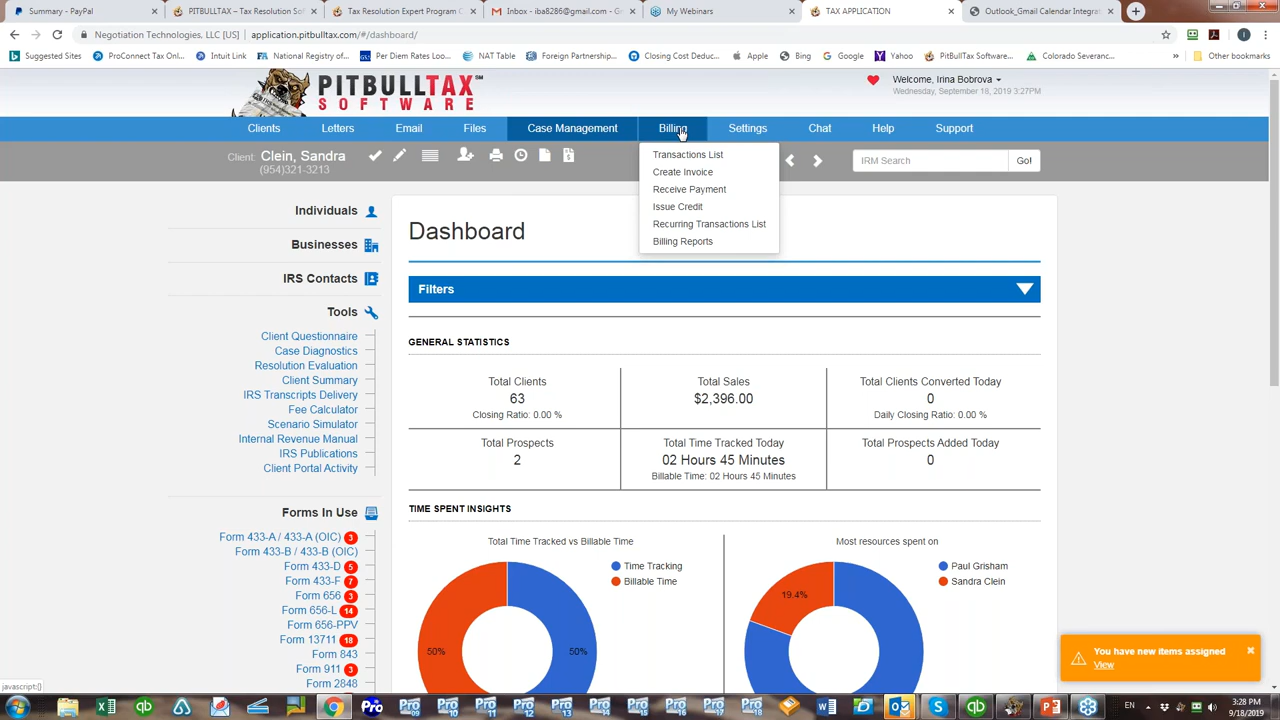 Summary - PayPal
PITBULLTAX – Tax Resolution Sof
Tax Resolution Expert Program C
Inbox - iba8286@gmail.com - G
My Webinars
TAX APPLICATION
Outlook_Gmail Calendar Integrat
Negotiation Technologies, LLC [US]
application.pitbulltax.com/#/dashboard/
Suggested Sites
ProConnect Tax Onl...
Intuit Link
National Registry of...
Per Diem Rates Loo...
NAT Table
Foreign Partnership...
Closing Cost Deduc...
Apple
Bing
Google
Yahoo
PitBullTax Software...
Colorado Severanc...
Other bookmarks
PITBULLTAX SM
SOFTWARE
Welcome, Irina Bobrova
Wednesday, September 18, 2019 3:27PM
Clients
Letters
Email
Files
Case Management
Billing
Settings
Chat
Help
Support
Client: Clein, Sandra
(954)321-3213
IRM Search
Go!
Transactions List
Create Invoice
Receive Payment
Issue Credit
Recurring Transactions List
Billing Reports
Individuals
Businesses
IRS Contacts
Tools
Client Questionnaire
Case Diagnostics
Resolution Evaluation
Client Summary
IRS Transcripts Delivery
Fee Calculator
Scenario Simulator
Internal Revenue Manual
IRS Publications
Client Portal Activity
Forms In Use
Form 433-A / 433-A (OIC) 3
Form 433-B / 433-B (OIC)
Form 433-D 5
Form 433-F 7
Form 656 3
Form 656-L 14
Form 656-PPV
Form 13711 18
Form 843
Form 911 3
Form 2848
Dashboard
Filters
GENERAL STATISTICS
Total Clients
63
Closing Ratio: 0.00 %
Total Sales
$2,396.00
Total Clients Converted Today
0
Daily Closing Ratio: 0.00 %
Total Prospects
2
Total Time Tracked Today
02 Hours 45 Minutes
Billable Time: 02 Hours 45 Minutes
Total Prospects Added Today
0
TIME SPENT INSIGHTS
Total Time Tracked vs Billable Time
Time Tracking
Billable Time
50%
50%
Most resources spent on
Paul Grisham
Sandra Clein
19.4%
You have new items assigned
View
javascript:{}
EN
3:28 PM
9/18/2019